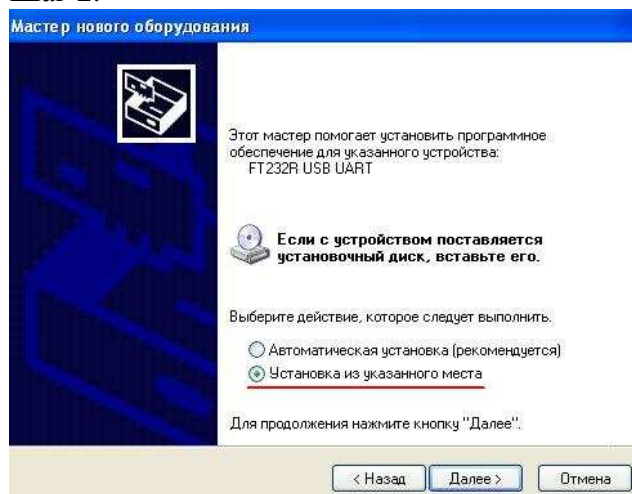 Мастер нового оборудования
Этот мастер помогает установить программное
обеспечение для указанного устройства:
FT232R USB UART
Если с устройством поставляется
установочный диск, вставьте его.
Выберите действие, которое следует выполнить.
Автоматическая установка (рекомендуется)
Установка из указанного места
Для продолжения нажмите кнопку "Далее".
< Назад Далее > Отмена